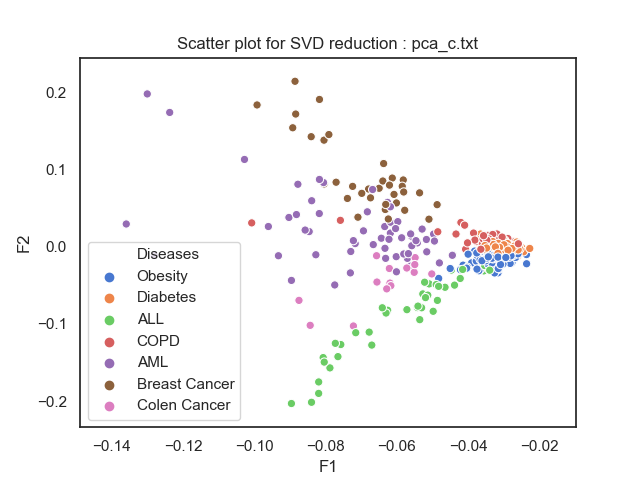 Scatter plot for SVD reduction : pca_c.txt
F2
0.2
0.1
0.0
−0.1
−0.2
Diseases
Obesity
Diabetes
ALL
COPD
AML
Breast Cancer
Colen Cancer
−0.14
−0.12
−0.10
−0.08
−0.06
−0.04
−0.02
F1